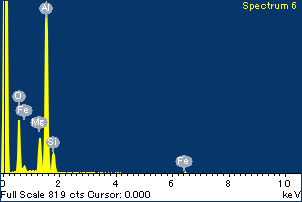 Spectrum 6
Al
O
Fe
Mg
Si
Fe
0 2 4 6 8 10
Full Scale 819 cts Cursor: 0.000 keV